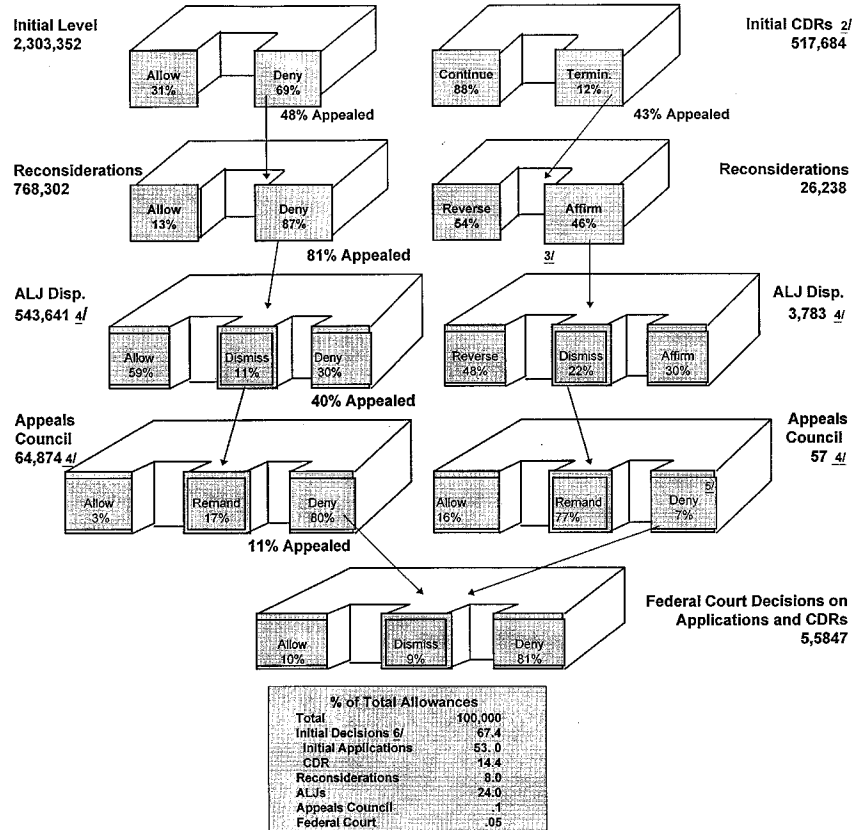 Initial Level
2,303,352
Allow
31%
Deny
69%
48% Appealed
Initial CDRs 2/
517,684
Continue
88%
Termin.
12%
43% Appealed
Reconsiderations
768,302
Allow
13%
Deny
87%
81% Appealed
Reconsiderations
26,238
Reverse
54%
Affirm
46%
3/
ALJ Disp.
543,641 4/
Allow
59%
Dismiss
11%
Deny
30%
40% Appealed
ALJ Disp.
3,783 4/
Reverse
48%
Dismiss
22%
Affirm
30%
Appeals
Council
64,874 4/
Allow
3%
Remand
17%
Deny
80%
11% Appealed
Appeals
Council
57 4/
Allow
16%
Remand
77%
Deny
7%
5/
Federal Court Decisions on
Applications and CDRs
5,5847
Allow
10%
Dismiss
9%
Deny
81%
% of Total Allowances
Total 100,000
Initial Decisions 6/ 67.4
Initial Applications 53.0
CDR 14.4
Reconsiderations 8.0
ALJs 24.0
Appeals Council .1
Federal Court .05